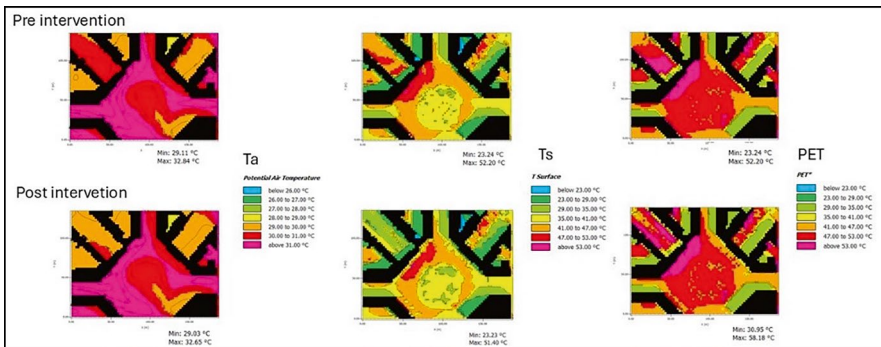 Pre intervention
Min: 29.11 °C
Max: 32.84 °C
Min: 23.24 °C
Max: 52.20 °C
Min: 23.24 °C
Max: 52.20 °C
Ta
Potential Air Temperature
below 26.00 °C
26.00 to 27.00 °C
27.00 to 28.00 °C
28.00 to 29.00 °C
29.00 to 30.00 °C
30.00 to 31.00 °C
above 31.00 °C
Ts
T Surface
below 23.00 °C
23.00 to 29.00 °C
29.00 to 35.00 °C
35.00 to 41.00 °C
41.00 to 47.00 °C
47.00 to 53.00 °C
above 53.00 °C
PET
PET*
below 23.00 °C
23.00 to 29.00 °C
29.00 to 35.00 °C
35.00 to 41.00 °C
41.00 to 47.00 °C
47.00 to 53.00 °C
above 53.00 °C
Post intervetion
Min: 29.03 °C
Max: 32.65 °C
Min: 23.23 °C
Max: 51.40 °C
Min: 30.95 °C
Max: 58.18 °C